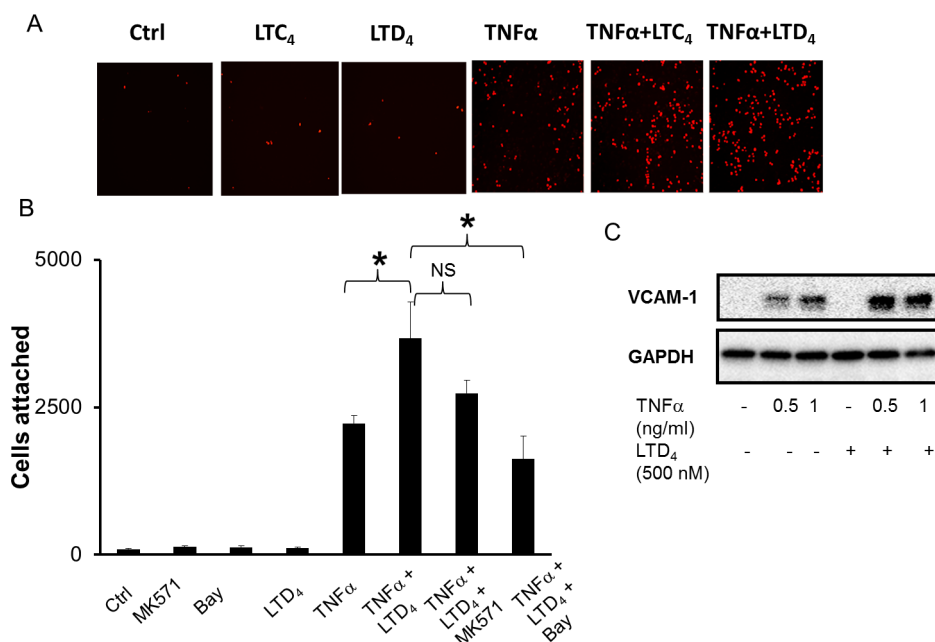 A
Ctrl LTC4 LTD4 TNFα TNFα+LTC4 TNFα+LTD4
B
Cells attached
5000
2500
0
*
*
NS
Ctrl
MK571
Bay
LTD4
TNFα
TNFα +
LTD4
TNFα +
LTD4 +
MK571
TNFα +
LTD4 +
Bay
C
VCAM-1
GAPDH
TNFα - 0.5 1 - 0.5 1
(ng/ml)
LTD4 - - - + + +
(500 nM)